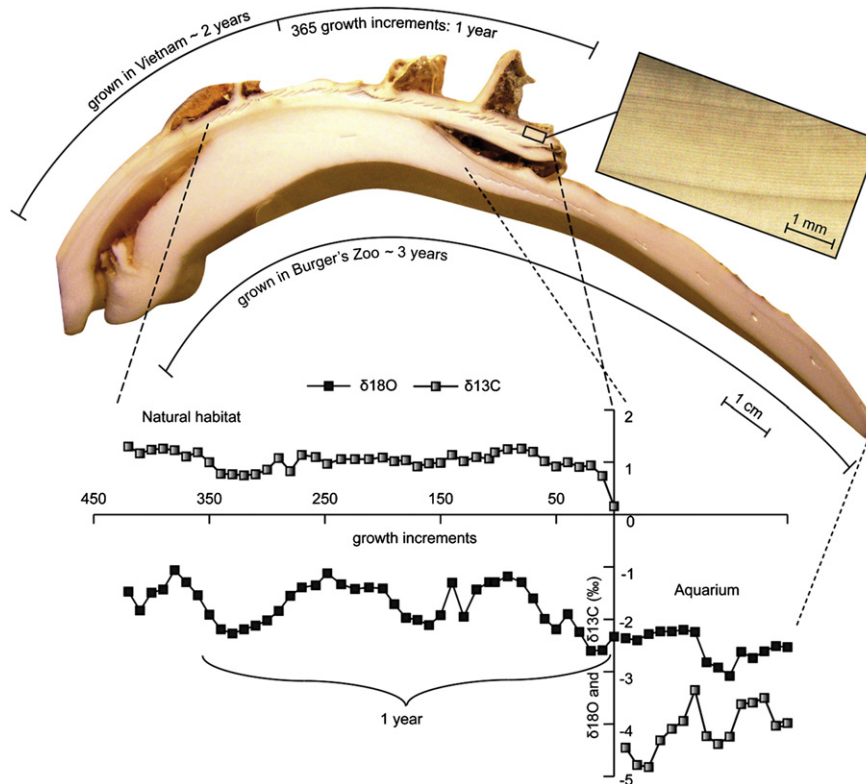 grown in Vietnam ~ 2 years
365 growth increments: 1 year
1 mm
grown in Burger's Zoo ~ 3 years
1 cm
δ18O
δ13C
Natural habitat
2
1
450
350
250
150
50
0
growth increments
-1
Aquarium
-2
-3
-4
-5
δ18O and δ13C (‰)
1 year